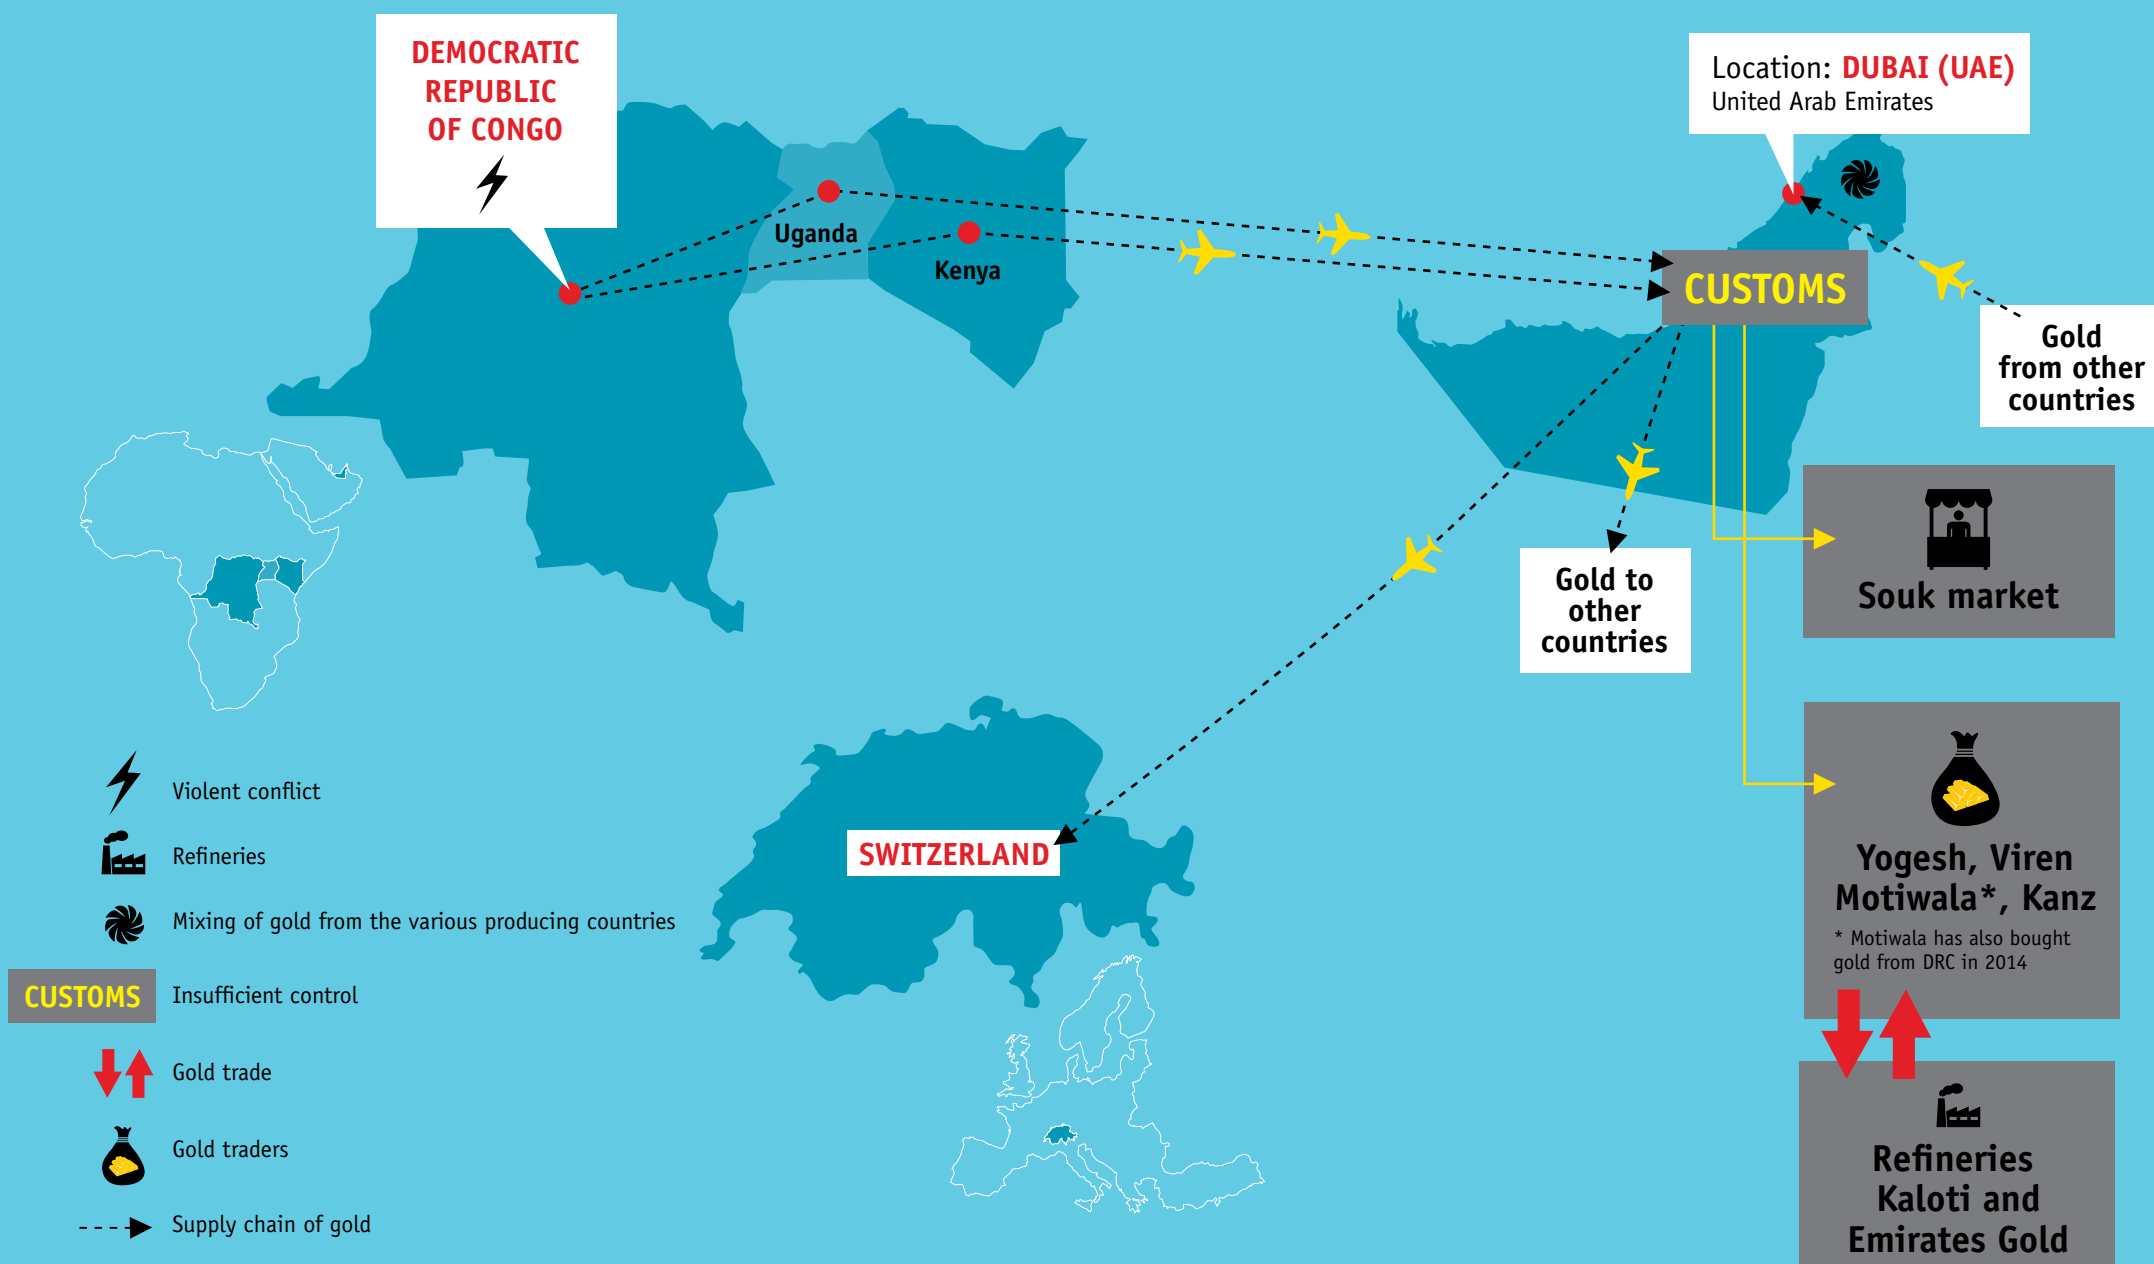 DEMOCRATIC
REPUBLIC
OF CONGO
Location: DUBAI (UAE)
United Arab Emirates
Uganda
Kenya
CUSTOMS
Gold
from other
countries
Souk market
Gold to
other
countries
Yogesh, Viren
Motiwala*, Kanz
* Motiwala has also bought
gold from DRC in 2014
SWITZERLAND
Refineries
Kaloti and
Emirates Gold
Violent conflict
Refineries
Mixing of gold from the various producing countries
CUSTOMS Insufficient control
Gold trade
Gold traders
Supply chain of gold